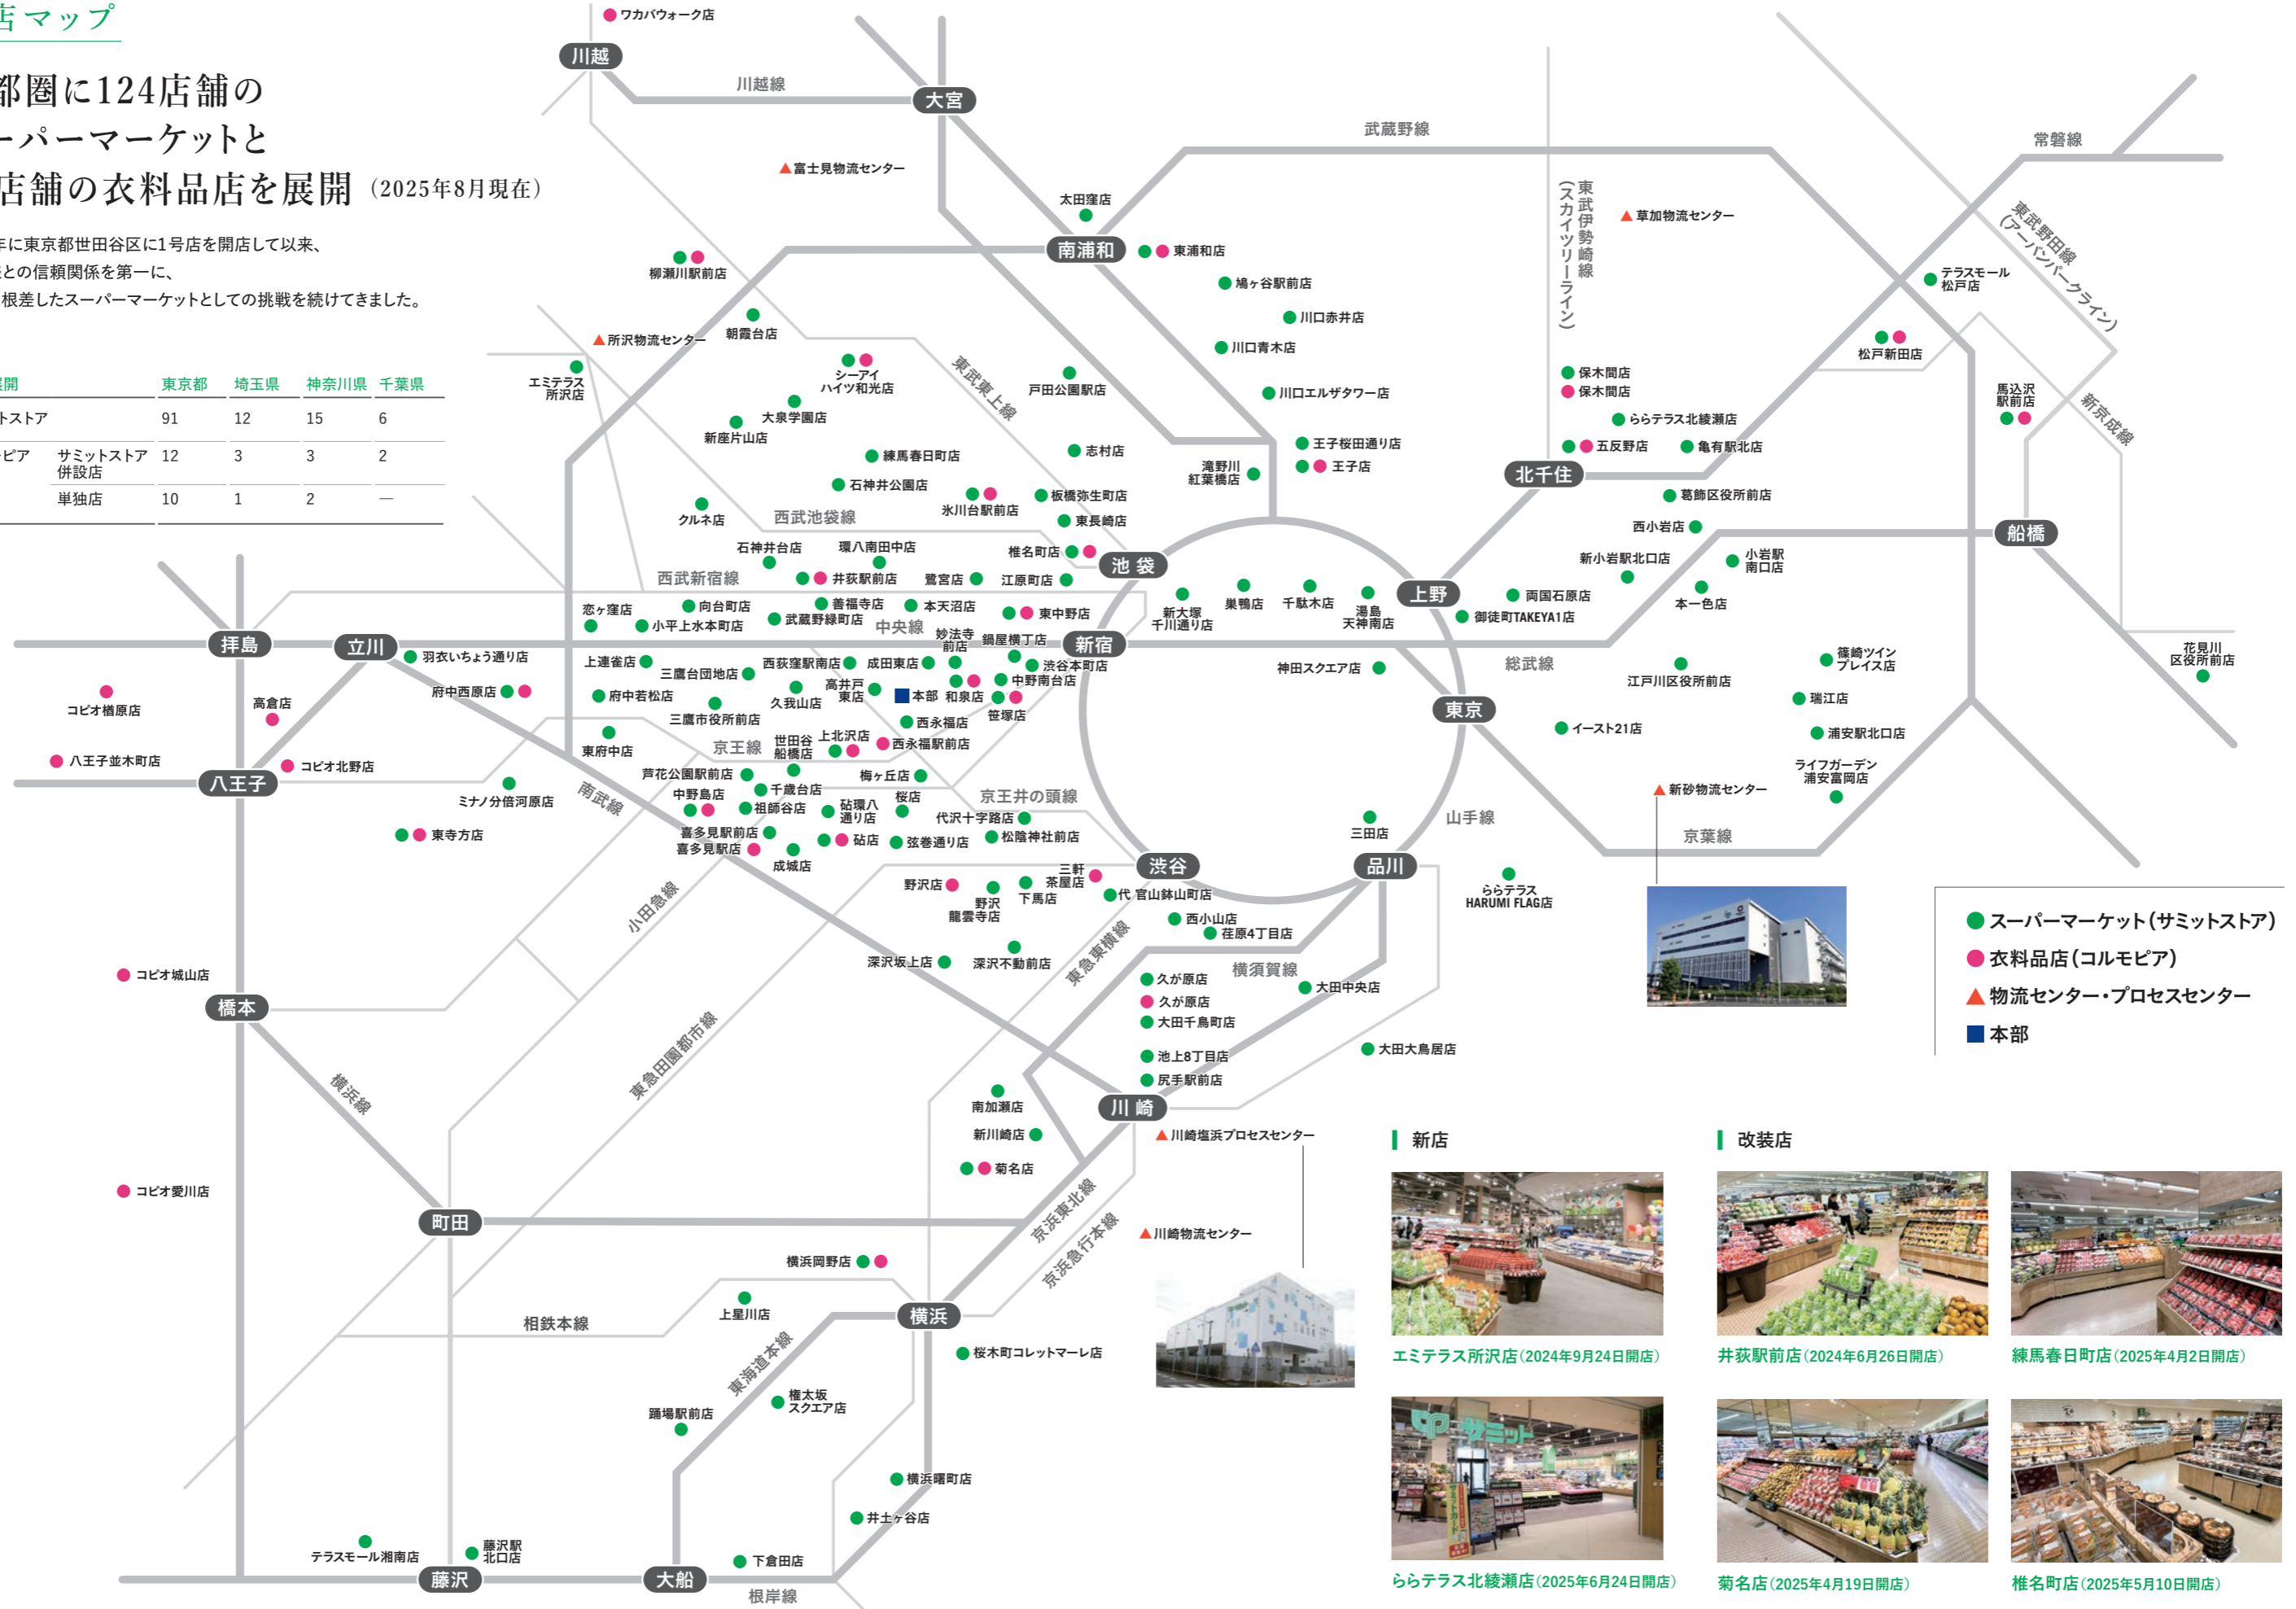 店マップ
都圏に124店舗の
ーパーマーケットと
店舗の衣料品店を展開（2025年8月現在）
年に東京都世田谷区に1号店を開店して以来、
との信頼関係を第一に、
根差したスーパーマーケットとしての挑戦を続けてきました。
開 東京都 埼玉県 神奈川県 千葉県
トストア 91 12 15 6
ピア サミットストア併設店 12 3 3 2
単独店 10 1 2 ―
ワカバウォーク店
川越
川越線
大宮
武蔵野線
常磐線
富士見物流センター
太田窪店
東武伊勢崎線
（スカイツリーライン）
草加物流センター
東武野田線
（アーバンパークライン）
南浦和
東浦和店
柳瀬川駅前店
鳩ヶ谷駅前店
テラスモール
松戸店
川口赤井店
朝霞台店
所沢物流センター
川口青木店
松戸新田店
エミテラス
所沢店
シーアイ
ハイツ和光店
東武東上線
戸田公園駅店
川口エルザタワー店
保木間店
保木間店
馬込沢
駅前店
新京成線
大泉学園店
新座片山店
ららテラス北綾瀬店
王子桜田通り店
五反野店
亀有駅北店
練馬春日町店
志村店
滝野川
紅葉橋店
王子店
北千住
石神井公園店
氷川台駅前店
板橋弥生町店
葛飾区役所前店
クルネ店
西武池袋線
東長崎店
西小岩店
船橋
石神井台店
環八南田中店
椎名町店
池袋
新小岩駅北口店
小岩駅
南口店
西武新宿線
井荻駅前店
鷺宮店
江原町店
新大塚
千川通り店
巣鴨店
千駄木店
湯島
天神南店
上野
両国石原店
本一色店
恋ヶ窪店
向台町店
善福寺店
本天沼店
東中野店
御徒町TAKEYA1店
小平上水本町店
武蔵野緑町店
中央線
妙法寺
前店
鍋屋横丁店
新宿
拝島
立川
羽衣いちょう通り店
上連雀店
三鷹台団地店
西荻窪駅南店
成田東店
渋谷本町店
神田スクエア店
総武線
江戸川区役所前店
篠崎ツイン
プレイス店
花見川
区役所前店
コピオ楢原店
高倉店
府中西原店
府中若松店
久我山店
高井戸
東店
本部
和泉店
中野南台店
笹塚店
東京
瑞江店
三鷹市役所前店
西永福店
イースト21店
浦安駅北口店
東府中店
京王線
世田谷
船橋店
上北沢店
西永福駅前店
八王子並木町店
八王子
コピオ北野店
ライフガーデン
浦安富岡店
ミナノ分倍河原店
南武線
芦花公園駅前店
梅ヶ丘店
千歳台店
中野島店
祖師谷店
砧環八
通り店
桜店
京王井の頭線
代沢十字路店
新砂物流センター
三田店
山手線
京葉線
東寺方店
喜多見駅前店
喜多見駅店
成城店
砧店
弦巻通り店
松陰神社前店
渋谷
品川
野沢店
野沢
龍雲寺店
下馬店
三軒
茶屋店
代官山鉢山町店
ららテラス
HARUMI FLAG店
小田急線
西小山店
荏原4丁目店
スーパーマーケット（サミットストア）
衣料品店（コルモピア）
物流センター・プロセスセンター
本部
深沢坂上店
深沢不動前店
東急東横線
横須賀線
コピオ城山店
橋本
久が原店
久が原店
大田中央店
大田千鳥町店
池上8丁目店
大田大鳥居店
尻手駅前店
横浜線
東急田園都市線
南加瀬店
川崎
新川崎店
川崎塩浜プロセスセンター
菊名店
コピオ愛川店
町田
京浜東北線
京浜急行本線
川崎物流センター
横浜岡野店
上星川店
横浜
相鉄本線
東海道本線
桜木町コレットマーレ店
権太坂
スクエア店
踊場駅前店
横浜曙町店
井土ヶ谷店
テラスモール湘南店
藤沢駅
北口店
藤沢
大船
下倉田店
根岸線
新店
エミテラス所沢店（2024年9月24日開店）
サミット
ららテラス北綾瀬店（2025年6月24日開店）
改装店
井荻駅前店（2024年6月26日開店）
練馬春日町店（2025年4月2日開店）
菊名店（2025年4月19日開店）
椎名町店（2025年5月10日開店）